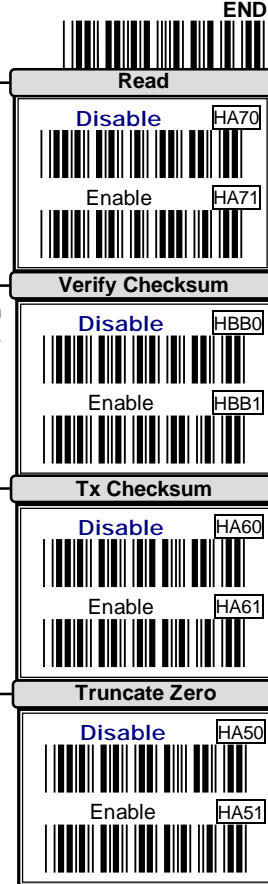 END
Read
Disable HA70
Enable HA71
Verify Checksum
Disable HBB0
Enable HBB1
Tx Checksum
Disable HA60
Enable HA61
Truncate Zero
Disable HA50
Enable HA51